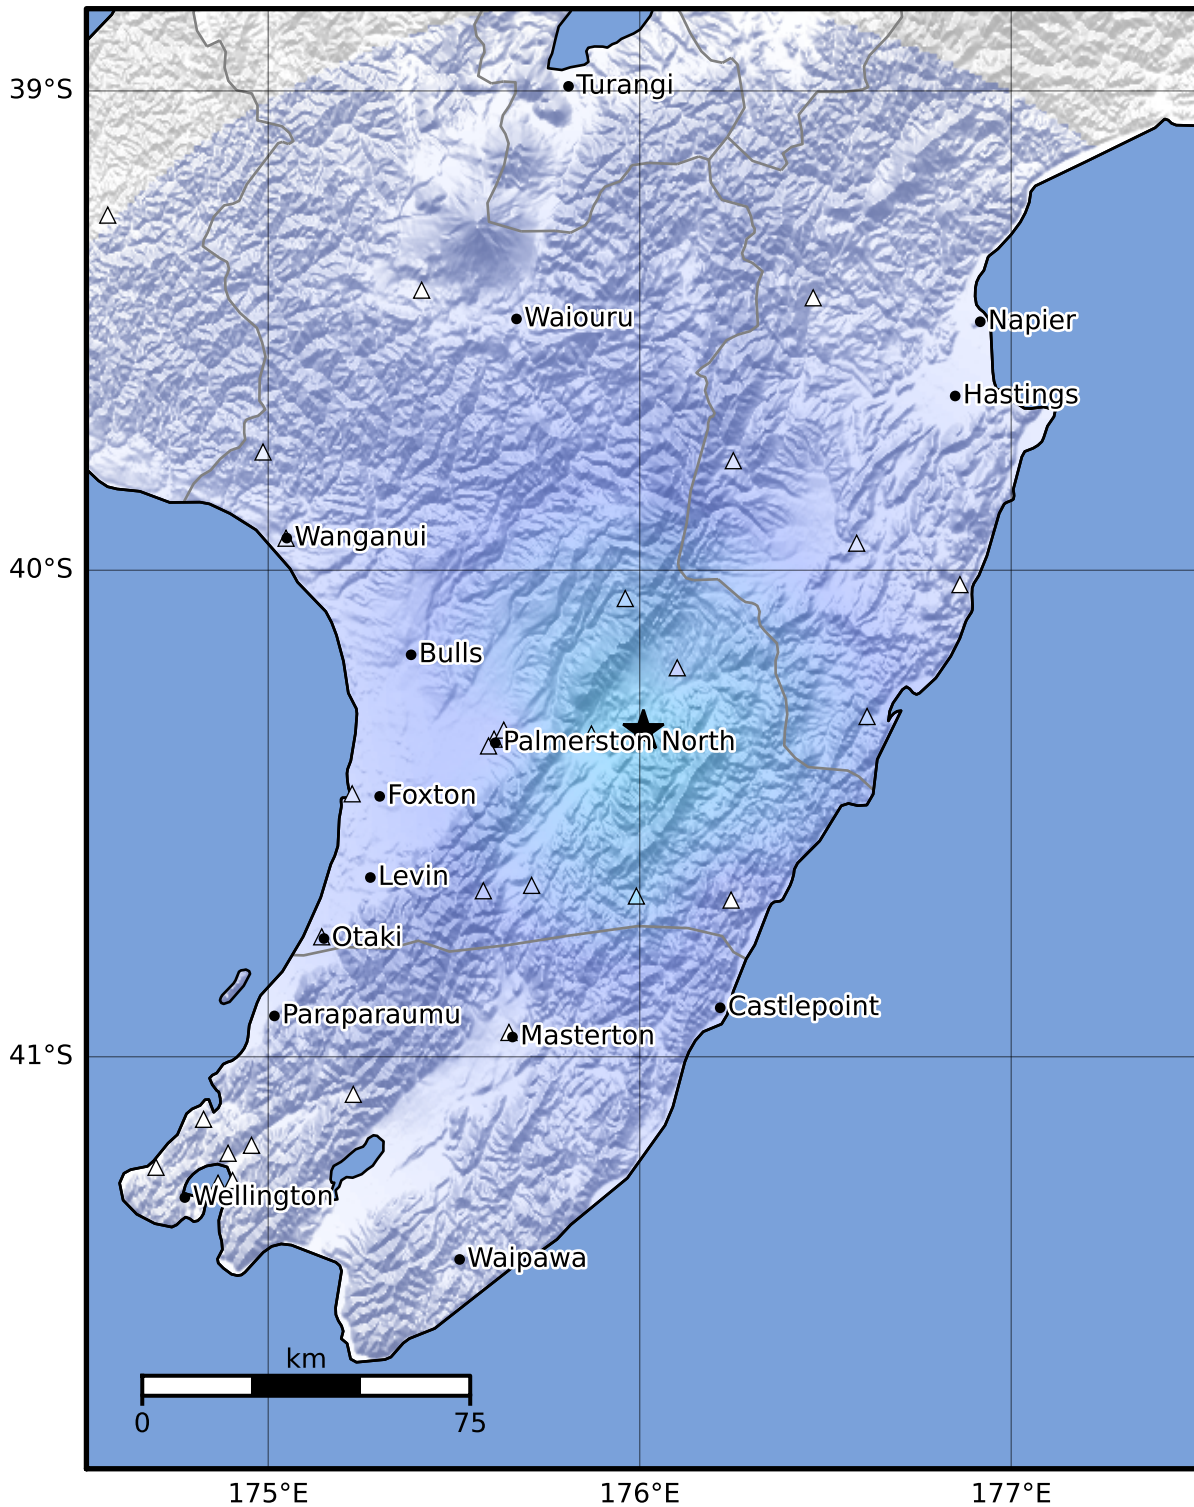 39°S
Turangi
Waiouru
Napier
Hastings
Wanganui
40°S
Bulls
Palmerston North
Foxton
Levin
Otaki
Paraparaumu
Castlepoint
Masterton
41°S
Wellington
Waipawa
km
0
75
175°E
176°E
177°E